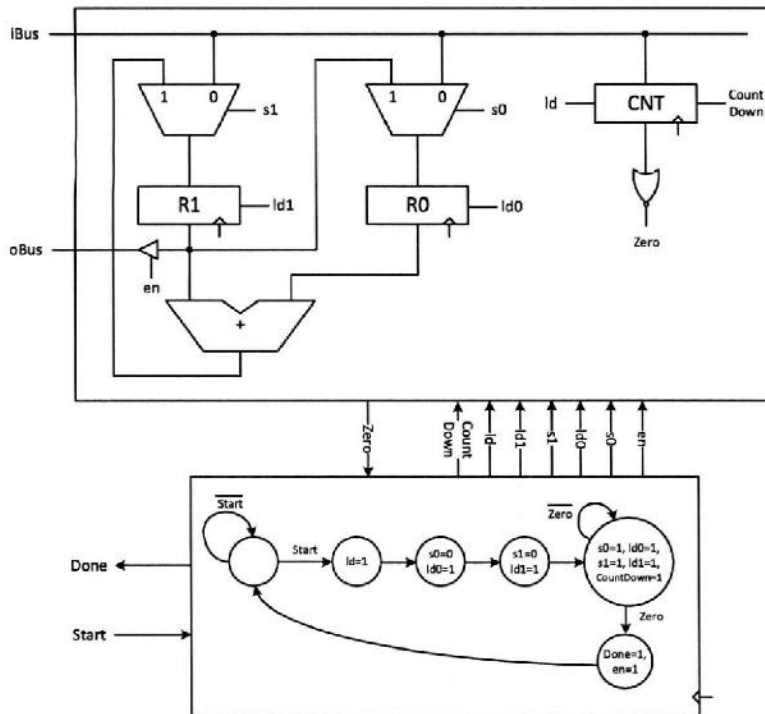 iBus
1 0
s1
1 0
s0
ld
CNT
Count
Down
R1
ld1
R0
ld0
Zero
oBus
en
+
Zero
Count
Down
ld
ld1
s1
ld0
s0
en
Start
Zero
Start
ld=1
s0=0
ld0=1
s1=0
ld1=1
s0=1, ld0=1,
s1=1, ld1=1,
CountDown=1
Done
Zero
Start
Done=1,
en=1